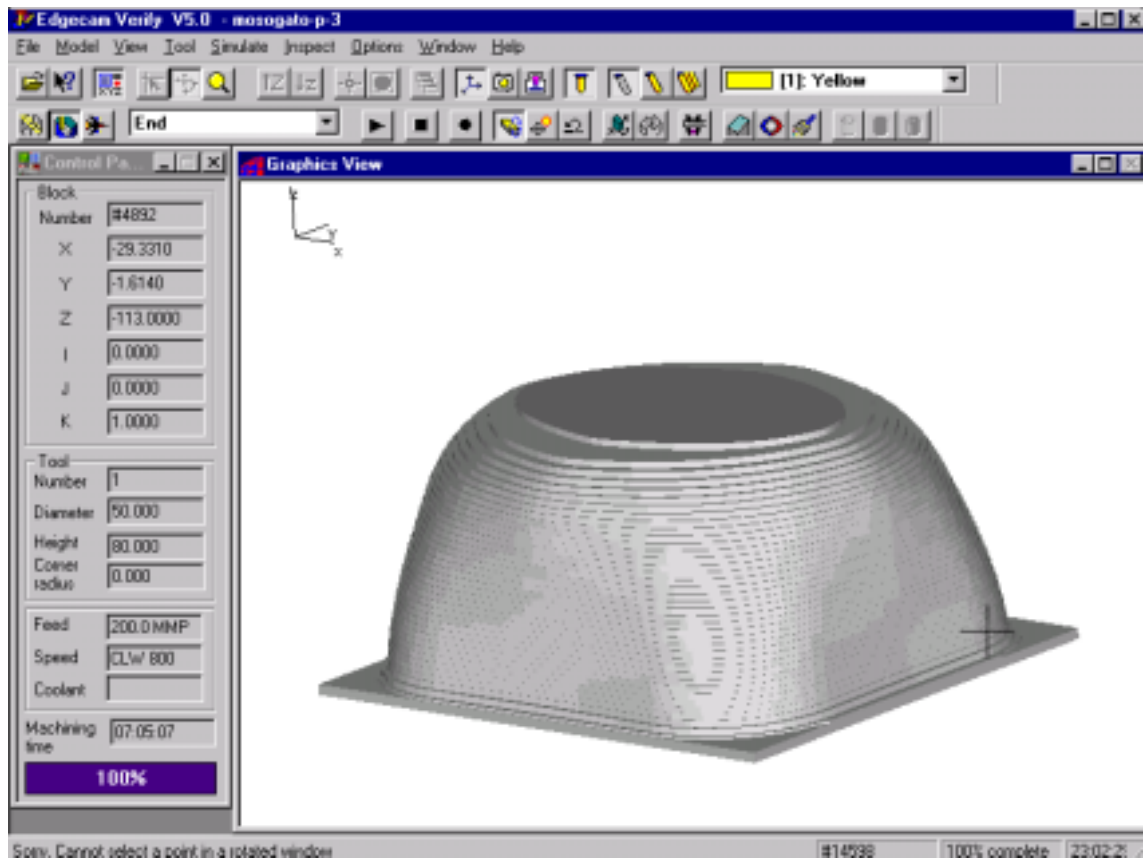 Edgecam Verify V5.0 - mosogato-p-3
File Model View Tool Simulate Inspect Options Window Help
[1]: Yellow
End
Control Pa...
Graphics View
Block
Number #4892
X -29.3310
Y -1.6140
Z -113.0000
I 0.0000
J 0.0000
K 1.0000
Tool
Number 1
Diameter 50.000
Height 80.000
Corner radius 0.000
Feed 200.0 MMP
Speed CLW 800
Coolant
Machining time 07:05:07
100%
Y
X
Sorry, Cannot select a point in a rotated window #14598 100% complete